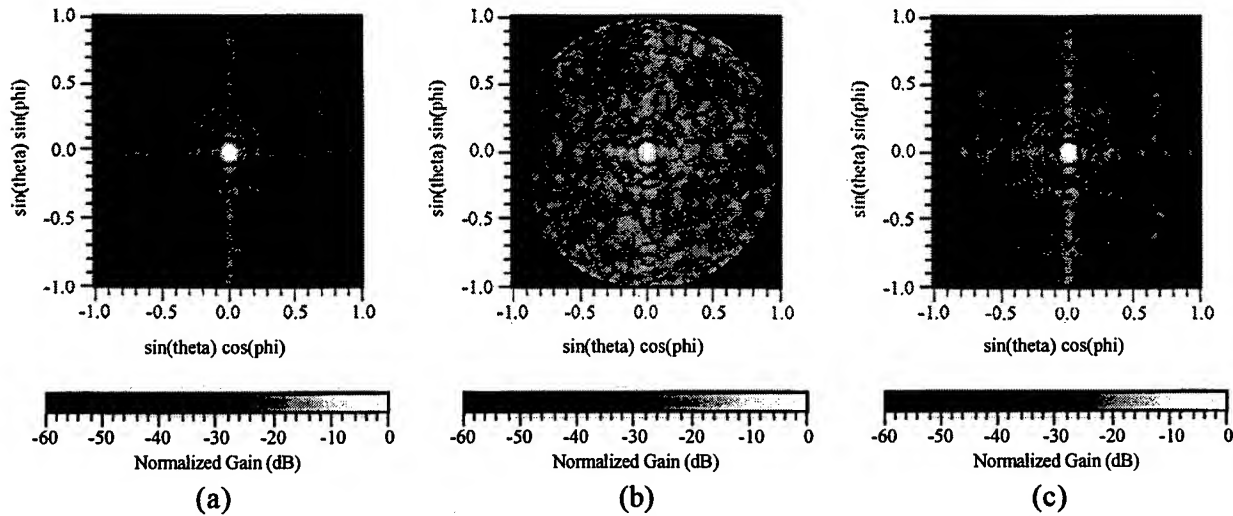 1.0
0.5
0.0
-0.5
-1.0
sin(theta) sin(phi)
-1.0 -0.5 0.0 0.5 1.0
sin(theta) cos(phi)
-60 -50 -40 -30 -20 -10 0
Normalized Gain (dB)
(a)
1.0
0.5
0.0
-0.5
-1.0
sin(theta) sin(phi)
-1.0 -0.5 0.0 0.5 1.0
sin(theta) cos(phi)
-60 -50 -40 -30 -20 -10 0
Normalized Gain (dB)
(b)
1.0
0.5
0.0
-0.5
-1.0
sin(theta) sin(phi)
-1.0 -0.5 0.0 0.5 1.0
sin(theta) cos(phi)
-60 -50 -40 -30 -20 -10 0
Normalized Gain (dB)
(c)